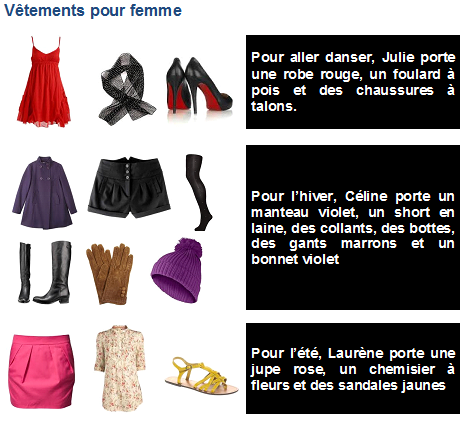 Vêtements pour femme
Pour aller danser, Julie porte
une robe rouge, un foulard à
pois et des chaussures à
talons.
Pour l'hiver, Céline porte un
manteau violet, un short en
laine, des collants, des bottes,
des gants marrons et un
bonnet violet
Pour l'été, Laurène porte une
jupe rose, un chemisier à
fleurs et des sandales jaunes